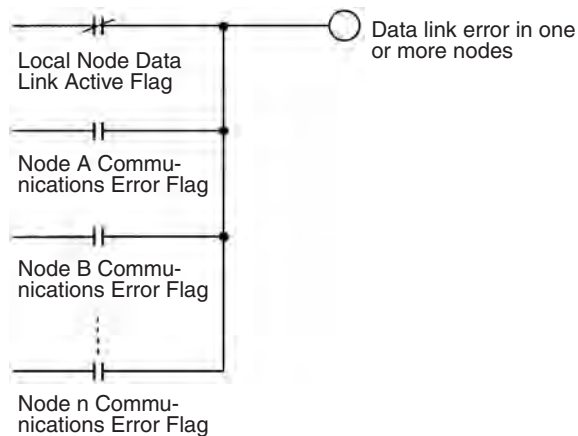 Data link error in one
or more nodes
Local Node Data
Link Active Flag
Node A Commu-
nications Error Flag
Node B Commu-
nications Error Flag
Node n Commu-
nications Error Flag